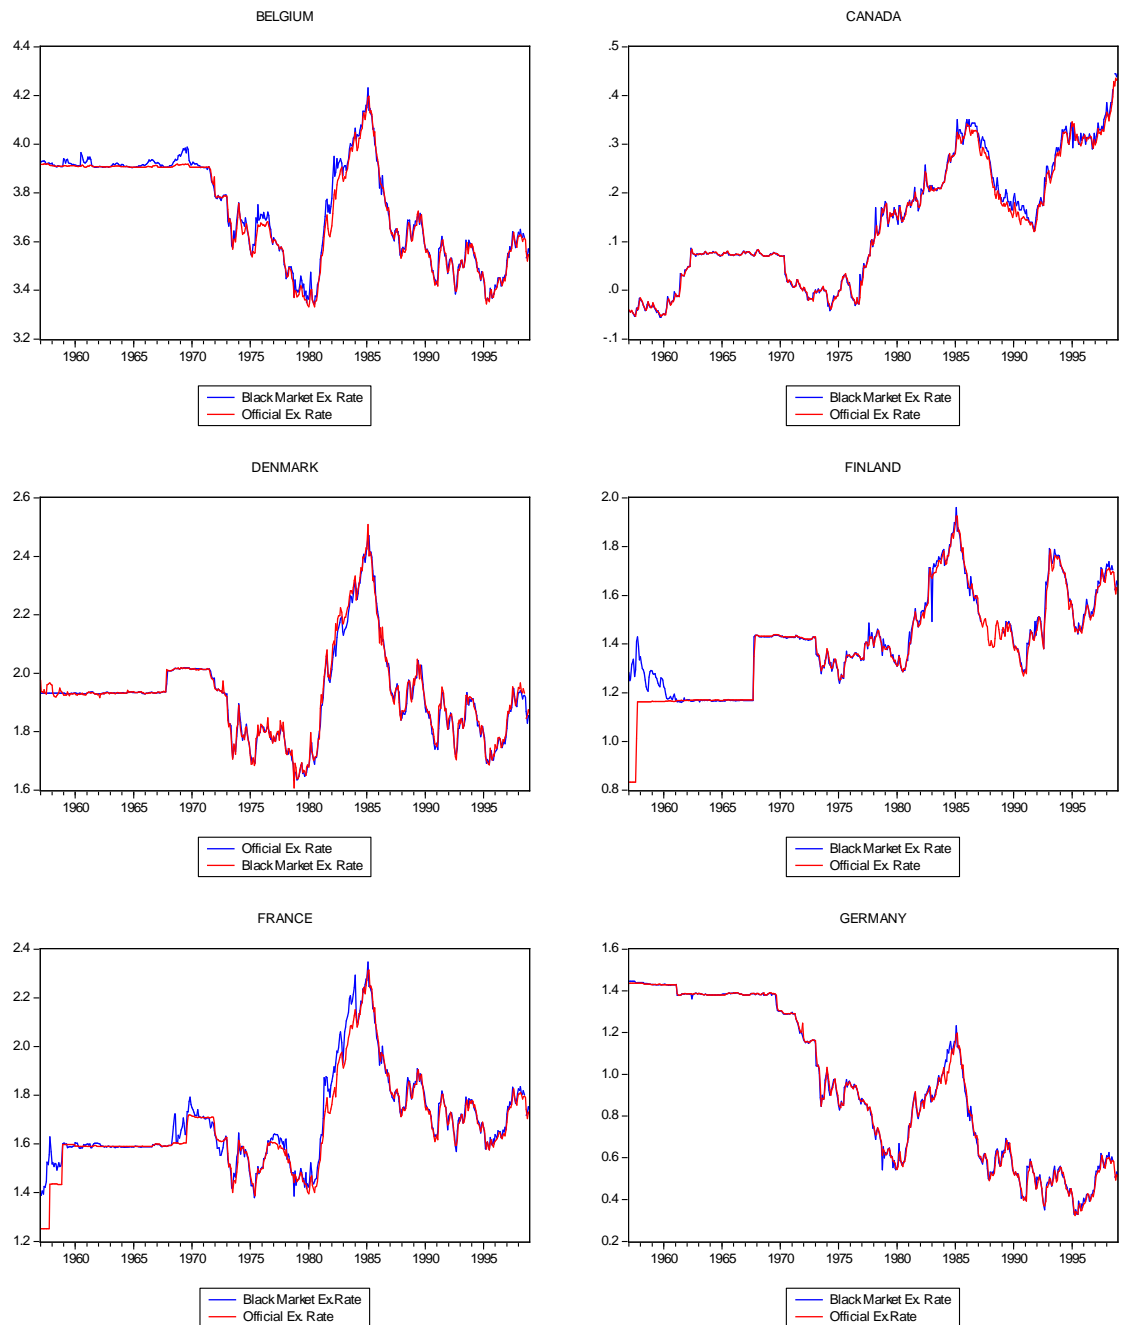 BELGIUM
4.4
4.2
4.0
3.8
3.6
3.4
3.2
1960 1965 1970 1975 1980 1985 1990 1995
Black Market Ex. Rate
Official Ex. Rate
CANADA
.5
.4
.3
.2
.1
.0
-.1
1960 1965 1970 1975 1980 1985 1990 1995
Black Market Ex. Rate
Official Ex. Rate
DENMARK
2.6
2.4
2.2
2.0
1.8
1.6
1960 1965 1970 1975 1980 1985 1990 1995
Official Ex. Rate
Black Market Ex. Rate
FINLAND
2.0
1.8
1.6
1.4
1.2
1.0
0.8
1960 1965 1970 1975 1980 1985 1990 1995
Black Market Ex. Rate
Official Ex. Rate
FRANCE
2.4
2.2
2.0
1.8
1.6
1.4
1.2
1960 1965 1970 1975 1980 1985 1990 1995
Black Market Ex.Rate
Official Ex. Rate
GERMANY
1.6
1.4
1.2
1.0
0.8
0.6
0.4
0.2
1960 1965 1970 1975 1980 1985 1990 1995
Black Market Ex. Rate
Official Ex.Rate